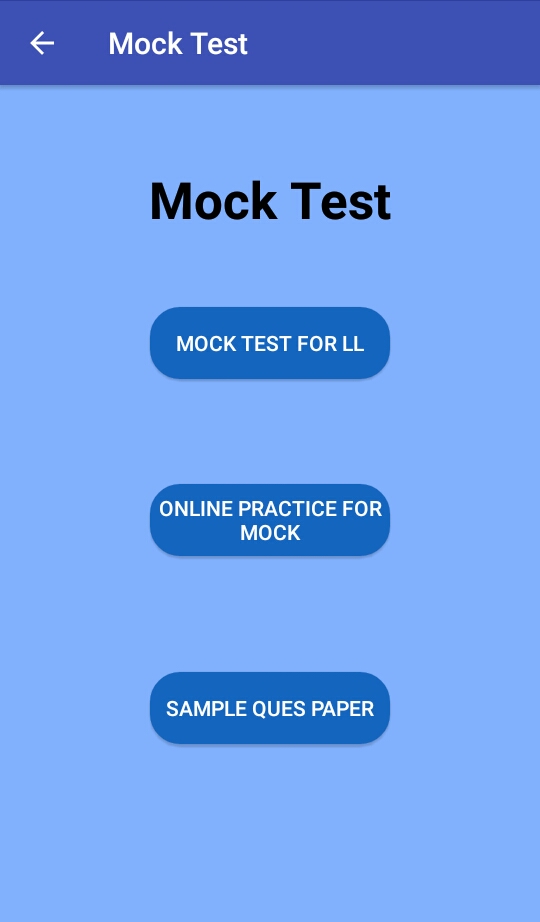 Mock Test
Mock Test
MOCK TEST FOR LL
ONLINE PRACTICE FOR
MOCK
SAMPLE QUES PAPER